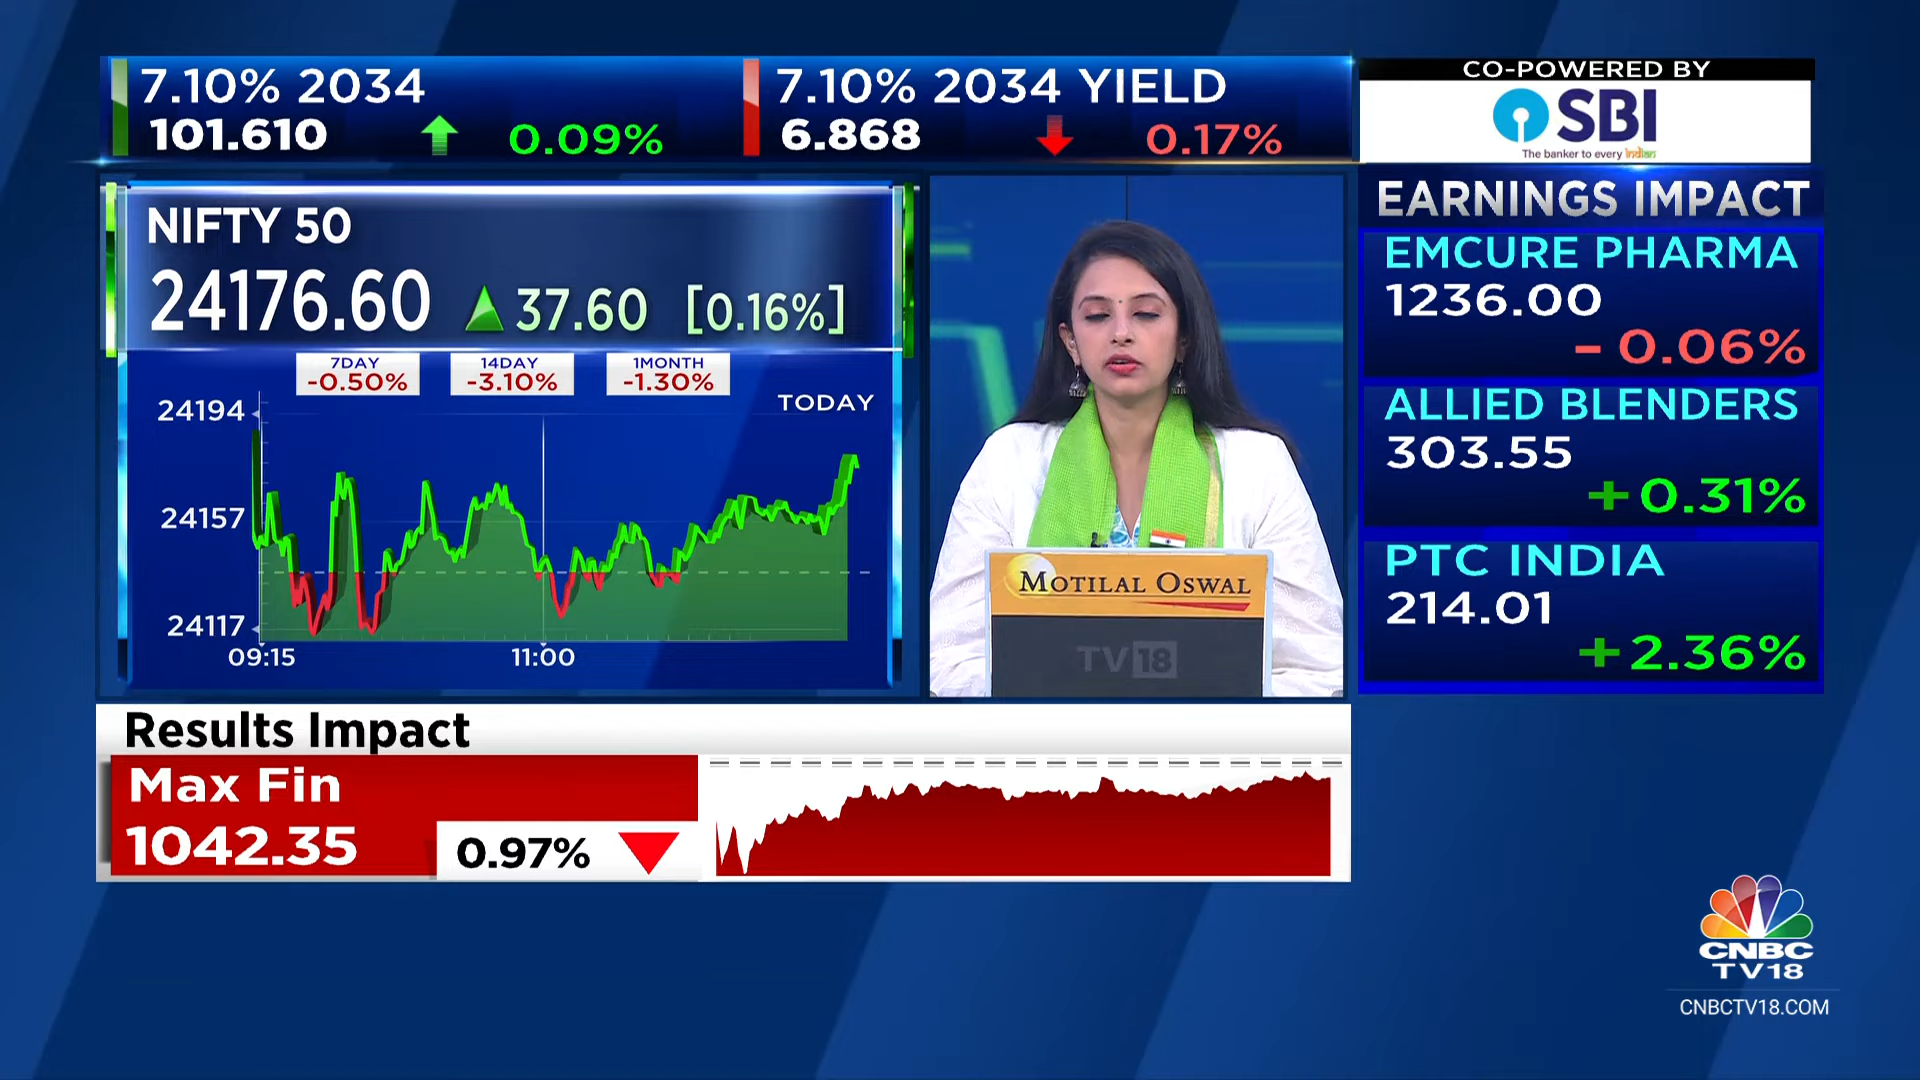 7.10% 2034
101.610 0.09%
7.10% 2034 YIELD
6.868 0.17%
CO-POWERED BY
SBI
The banker to every Indian
NIFTY 50
24176.60 37.60 [0.16%]
7DAY
-0.50%
14DAY
-3.10%
1MONTH
-1.30%
TODAY
24194
24157
24117
09:15 11:00
MOTILAL OSWAL
TV18
EARNINGS IMPACT
EMCURE PHARMA
1236.00
- 0.06%
ALLIED BLENDERS
303.55
+0.31%
PTC INDIA
214.01
+2.36%
Results Impact
Max Fin
1042.35
0.97%
CNBC
TV18
CNBCTV18.COM